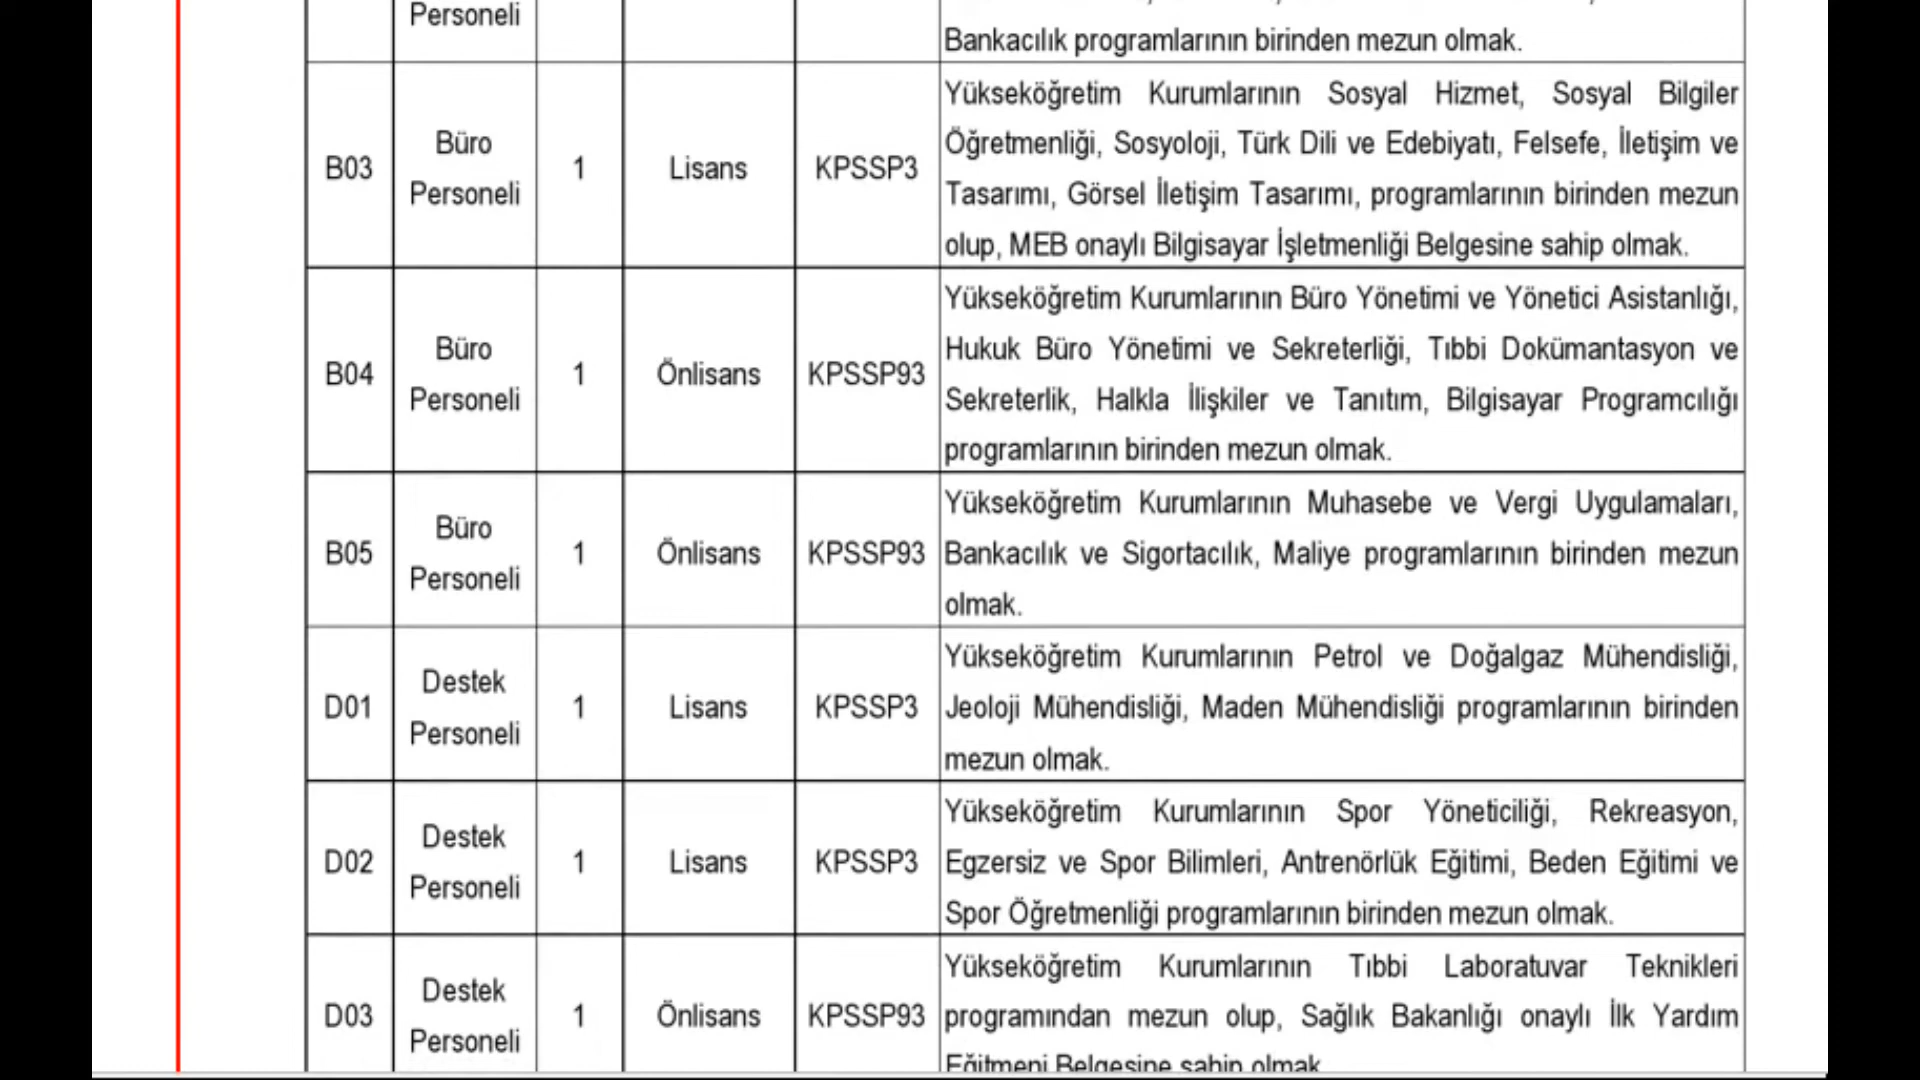 Personeli
Bankacılık programlarının birinden mezun olmak.
B03
Büro
Personeli
1
Lisans
KPSSP3
Yükseköğretim Kurumlarının Sosyal Hizmet, Sosyal Bilgiler
Öğretmenliği, Sosyoloji, Türk Dili ve Edebiyatı, Felsefe, İletişim ve
Tasarımı, Görsel İletişim Tasarımı, programlarının birinden mezun
olup, MEB onaylı Bilgisayar İşletmenliği Belgesine sahip olmak.
B04
Büro
Personeli
1
Önlisans
KPSSP93
Yükseköğretim Kurumlarının Büro Yönetimi ve Yönetici Asistanlığı,
Hukuk Büro Yönetimi ve Sekreterliği, Tıbbi Dokümantasyon ve
Sekreterlik, Halkla İlişkiler ve Tanıtım, Bilgisayar Programcılığı
programlarının birinden mezun olmak.
B05
Büro
Personeli
1
Önlisans
KPSSP93
Yükseköğretim Kurumlarının Muhasebe ve Vergi Uygulamaları,
Bankacılık ve Sigortacılık, Maliye programlarının birinden mezun
olmak.
D01
Destek
Personeli
1
Lisans
KPSSP3
Yükseköğretim Kurumlarının Petrol ve Doğalgaz Mühendisliği,
Jeoloji Mühendisliği, Maden Mühendisliği programlarının birinden
mezun olmak.
D02
Destek
Personeli
1
Lisans
KPSSP3
Yükseköğretim Kurumlarının Spor Yöneticiliği, Rekreasyon,
Egzersiz ve Spor Bilimleri, Antrenörlük Eğitimi, Beden Eğitimi ve
Spor Öğretmenliği programlarının birinden mezun olmak.
D03
Destek
Personeli
1
Önlisans
KPSSP93
Yükseköğretim Kurumlarının Tıbbi Laboratuvar Teknikleri
programından mezun olup, Sağlık Bakanlığı onaylı İlk Yardım
Eğitmeni Belgesine sahip olmak